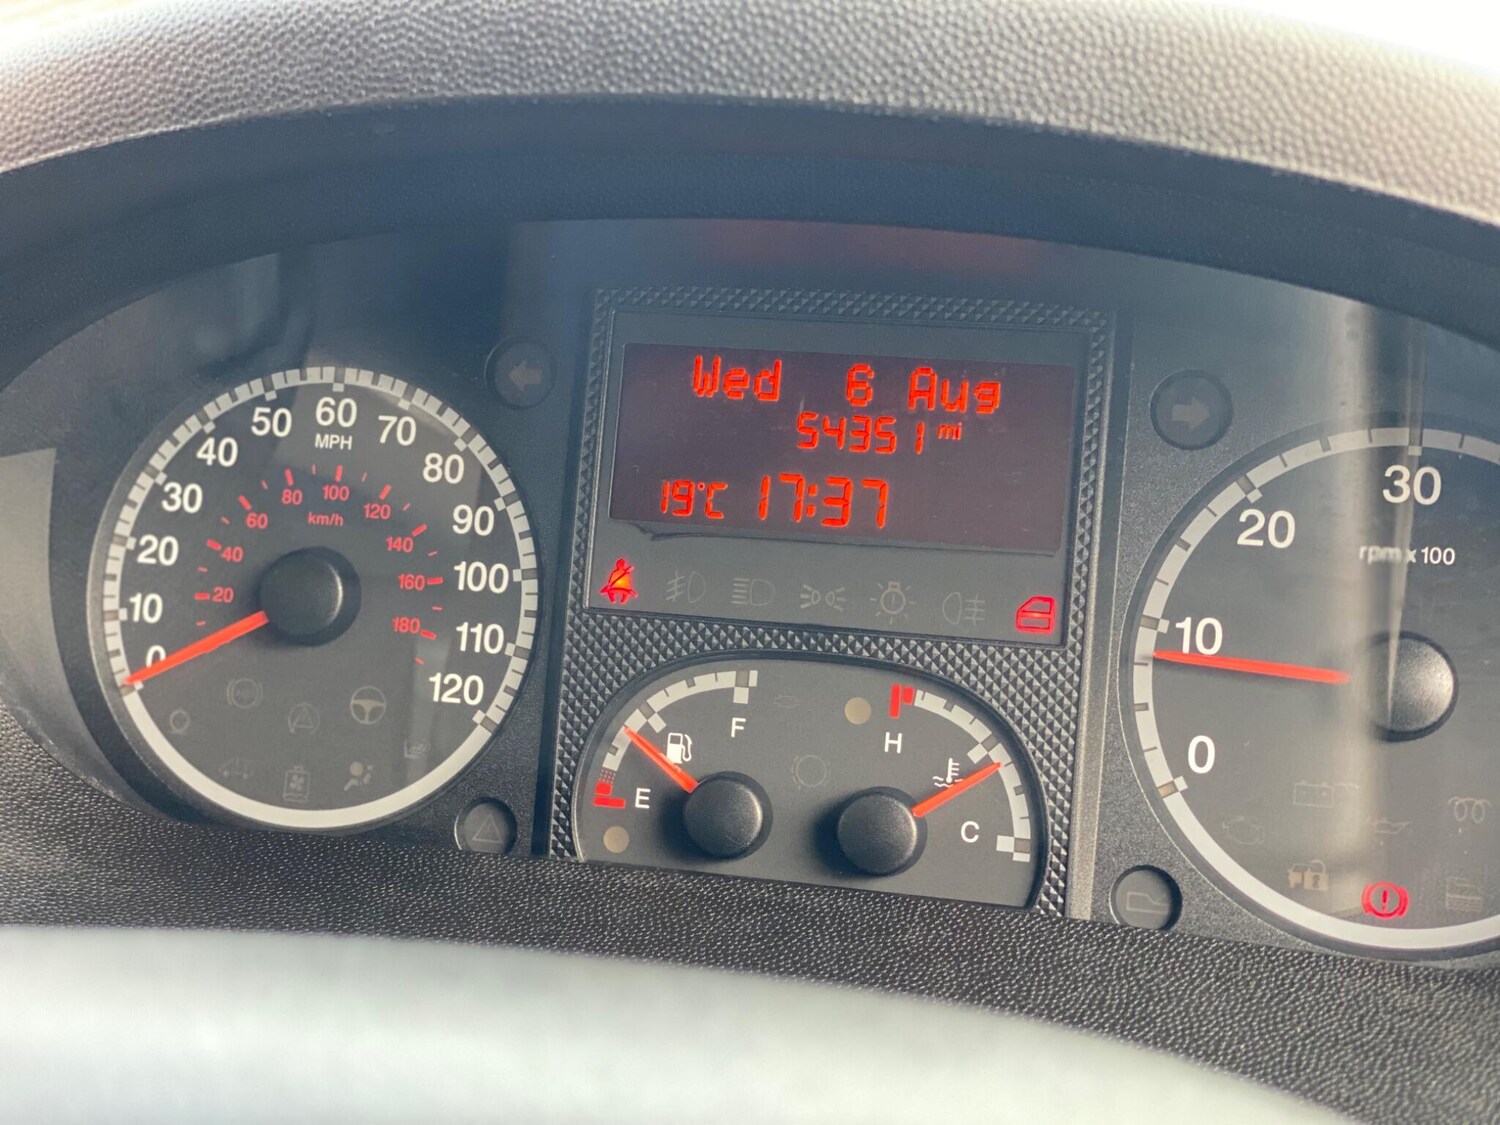 Wed 6 Aug
54351 mi
19°C 17:37
0 10 20 30 40 50 60 70 80 90 100 110 120
MPH
20 40 60 80 100 120 140 160 180
km/h
F
E
H
C
0 10 20 30
rpm x 100